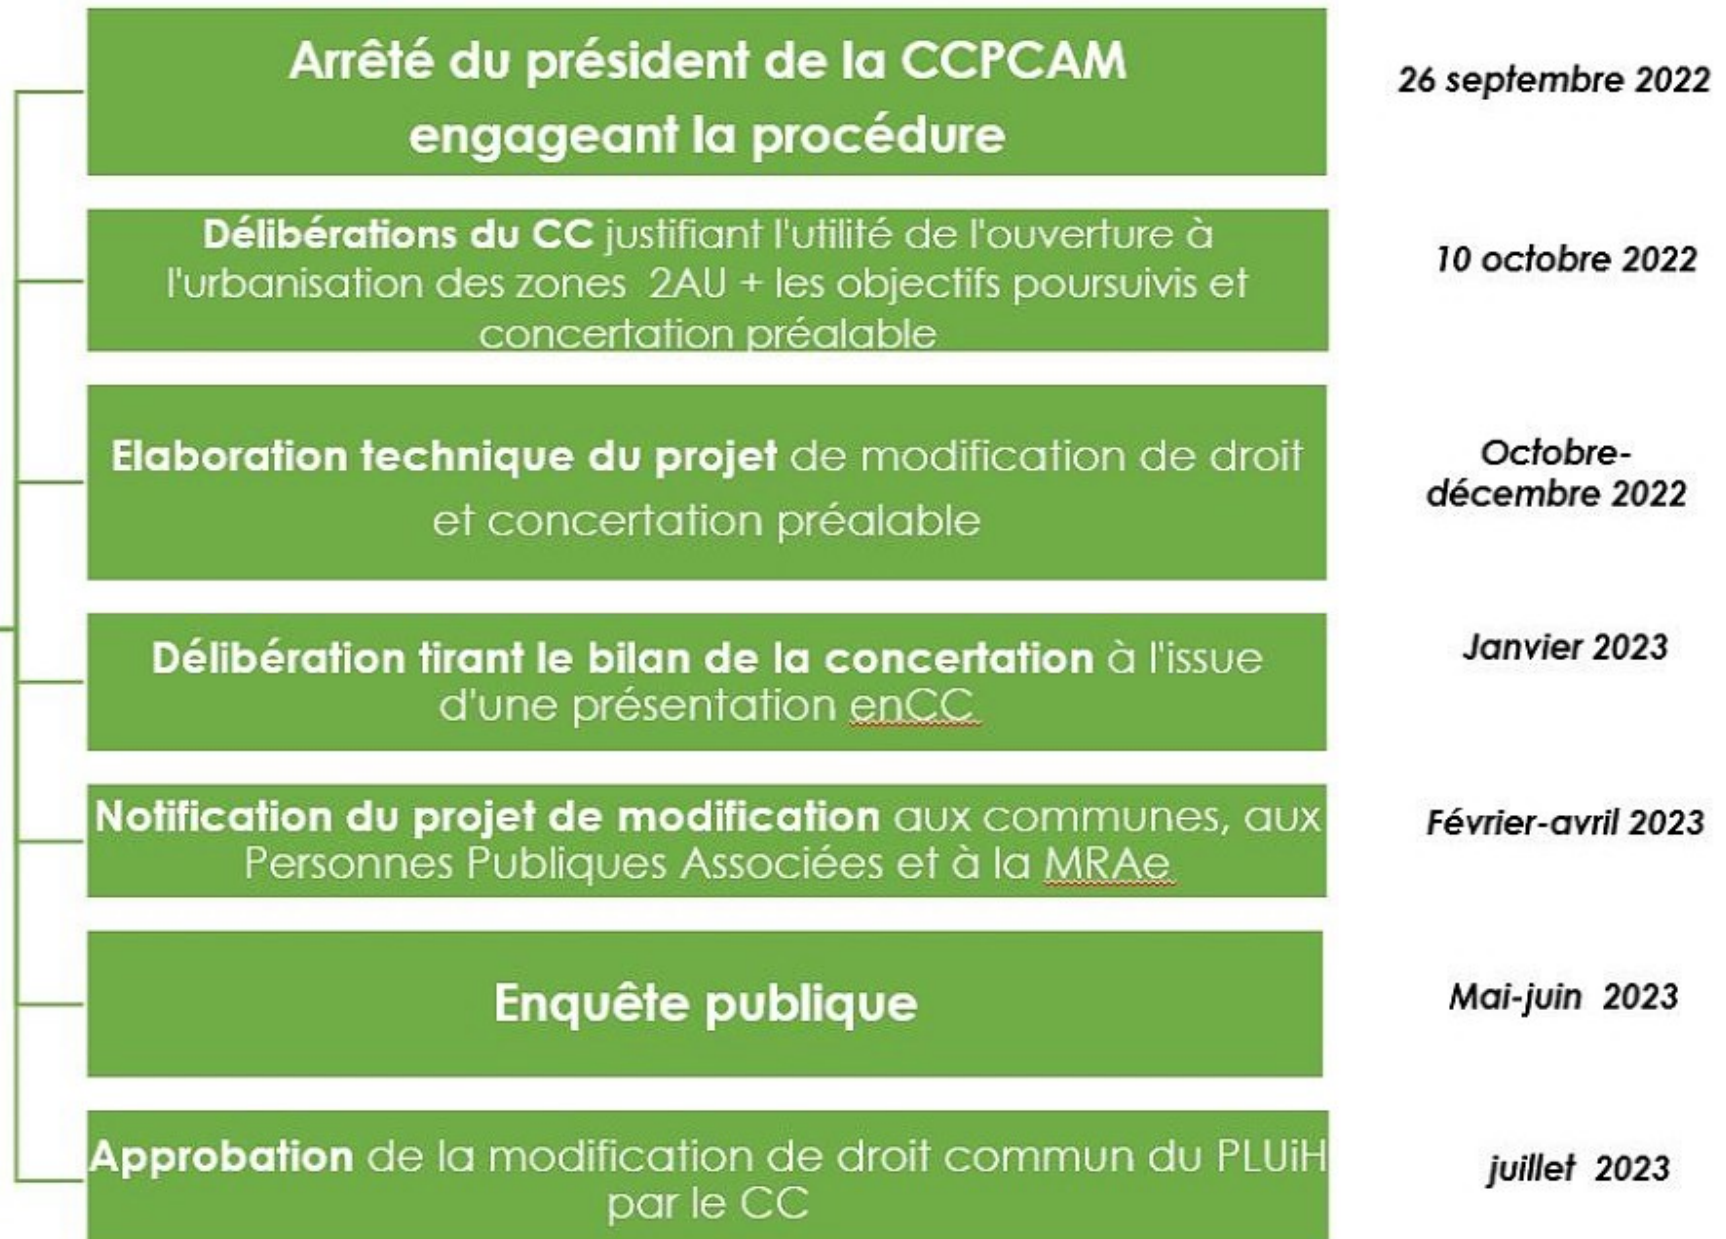 Arrêté du président de la CCPCAM
engageant la procédure
26 septembre 2022
Délibérations du CC justifiant l'utilité de l'ouverture à
l'urbanisation des zones 2AU + les objectifs poursuivis et
concertation préalable
10 octobre 2022
Elaboration technique du projet de modification de droit
et concertation préalable
Octobre-
décembre 2022
Délibération tirant le bilan de la concertation à l'issue
d'une présentation enCC
Janvier 2023
Notification du projet de modification aux communes, aux
Personnes Publiques Associées et à la MRAe
Février-avril 2023
Enquête publique
Mai-juin 2023
Approbation de la modification de droit commun du PLUiH
par le CC
juillet 2023